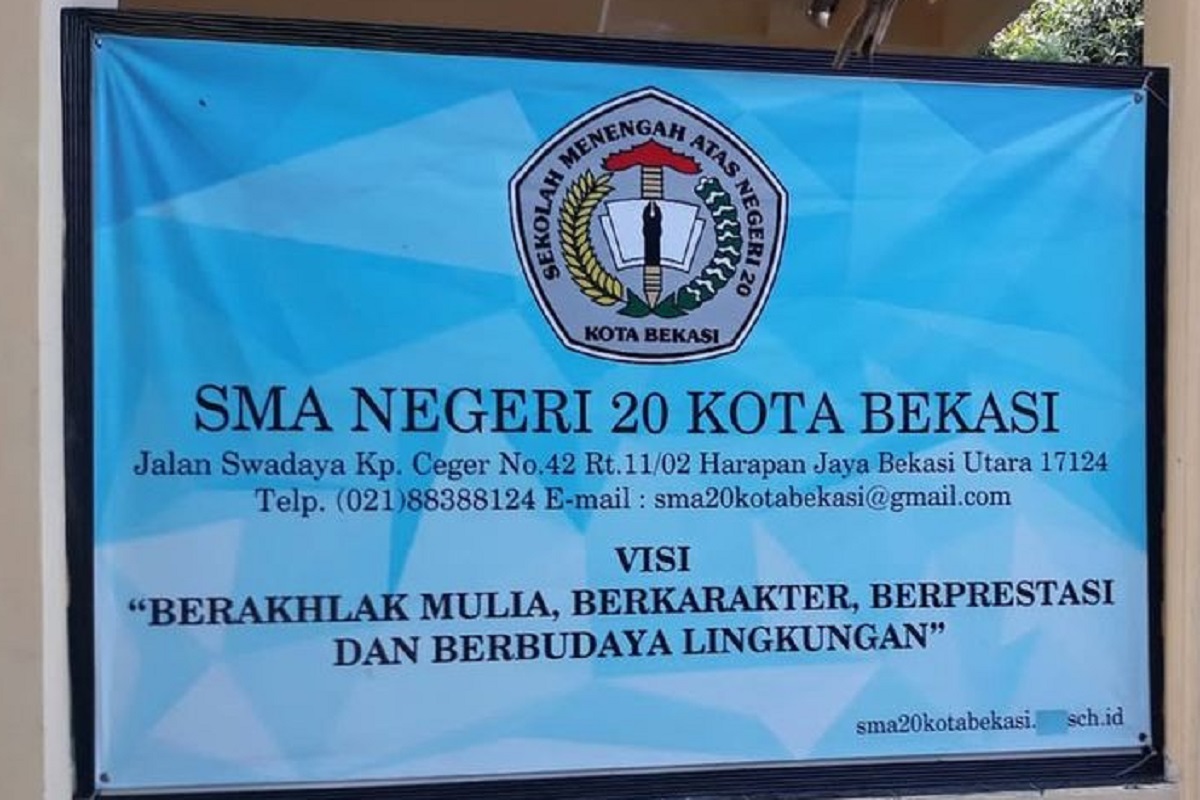 SEKOLAH MENENGAH ATAS NEGERI 20
KOTA BEKASI
SMA NEGERI 20 KOTA BEKASI
Jalan Swadaya Kp. Ceger No.42 Rt.11/02 Harapan Jaya Bekasi Utara 17124
Telp. (021)88388124 E-mail : sma20kotabekasi@gmail.com
VISI
“BERAKHLAK MULIA, BERKARAKTER, BERPRESTASI
DAN BERBUDAYA LINGKUNGAN”
sma20kotabekasi. sch.id